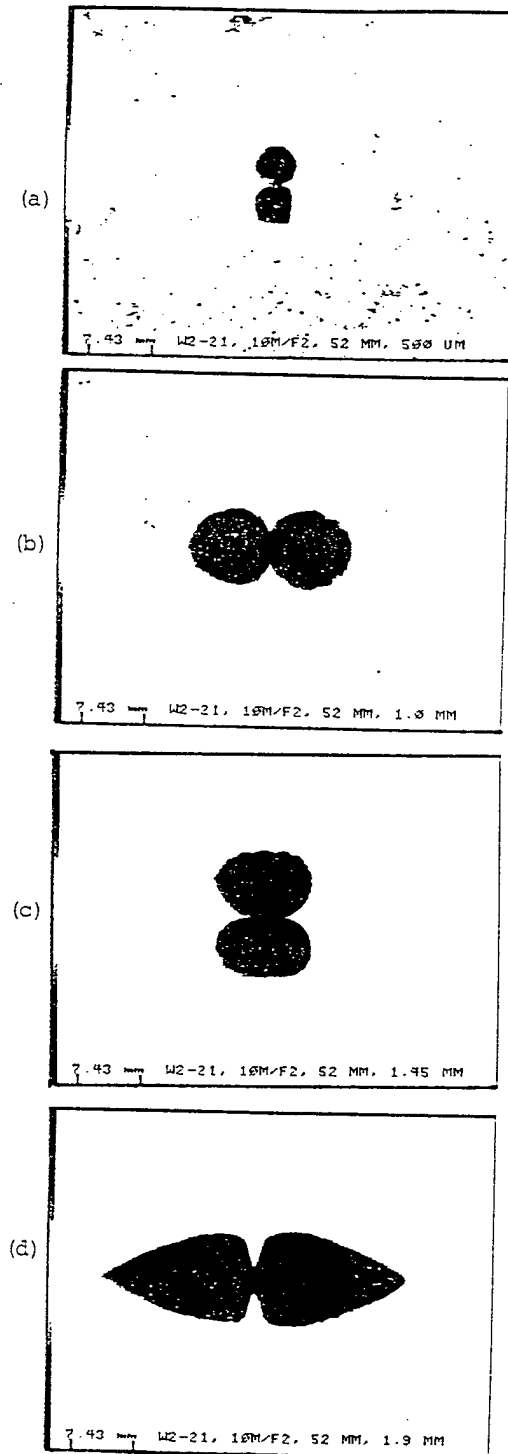 (a)
7.43 mm W2-21, 10M/F2, 52 MM, 500 UM
(b)
7.43 mm W2-21, 10M/F2, 52 MM, 1.0 MM
(c)
7.43 mm W2-21, 10M/F2, 52 MM, 1.45 MM
(d)
7.43 mm W2-21, 10M/F2, 52 MM, 1.9 MM